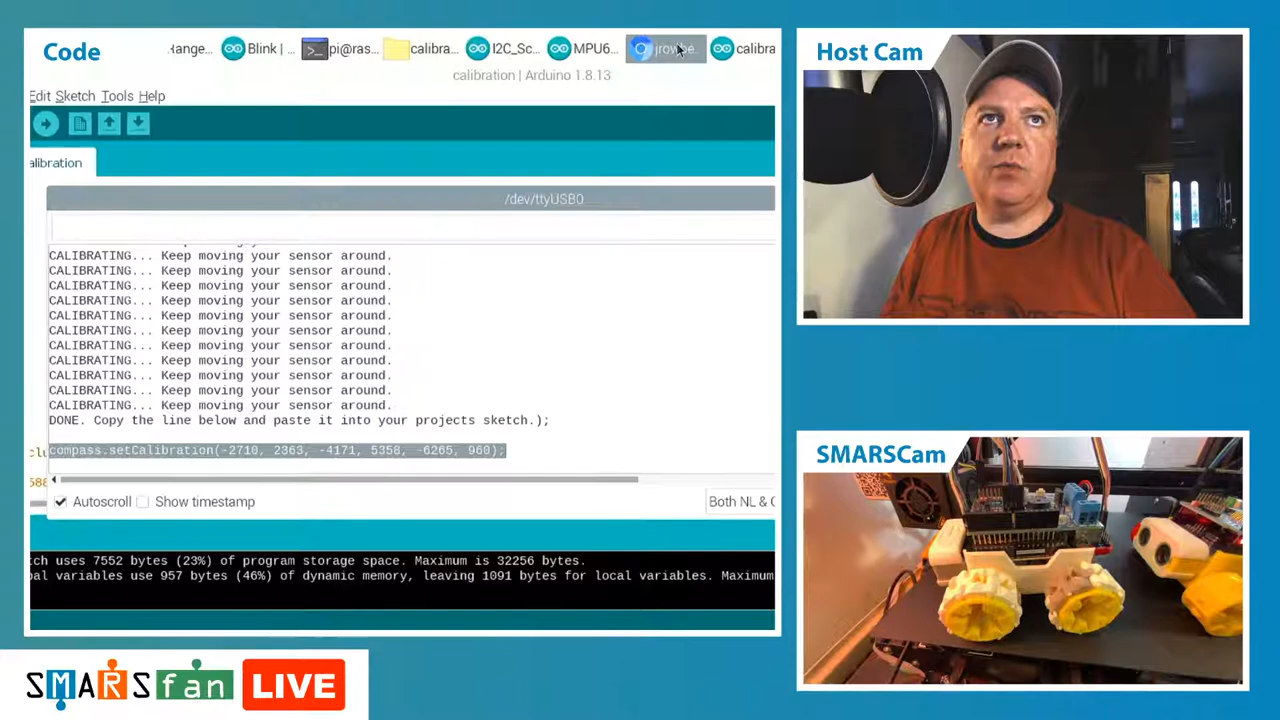 Code
Blink | ...
pi@ras...
calibra...
I2C_Sc...
MPU6...
jrowbe...
calibra
calibration | Arduino 1.8.13
Edit Sketch Tools Help
alibration
/dev/ttyUSB0
CALIBRATING... Keep moving your sensor around.
CALIBRATING... Keep moving your sensor around.
CALIBRATING... Keep moving your sensor around.
CALIBRATING... Keep moving your sensor around.
CALIBRATING... Keep moving your sensor around.
CALIBRATING... Keep moving your sensor around.
CALIBRATING... Keep moving your sensor around.
CALIBRATING... Keep moving your sensor around.
CALIBRATING... Keep moving your sensor around.
CALIBRATING... Keep moving your sensor around.
CALIBRATING... Keep moving your sensor around.
DONE. Copy the line below and paste it into your projects sketch.);
compass.setCalibration(-2710, 2363, -4171, 5358, -6265, 960);
Autoscroll
Show timestamp
Both NL & C
tch uses 7552 bytes (23%) of program storage space. Maximum is 32256 bytes.
bal variables use 957 bytes (46%) of dynamic memory, leaving 1091 bytes for local variables. Maximum
Host Cam
SMARSCam
SMARSfan LIVE